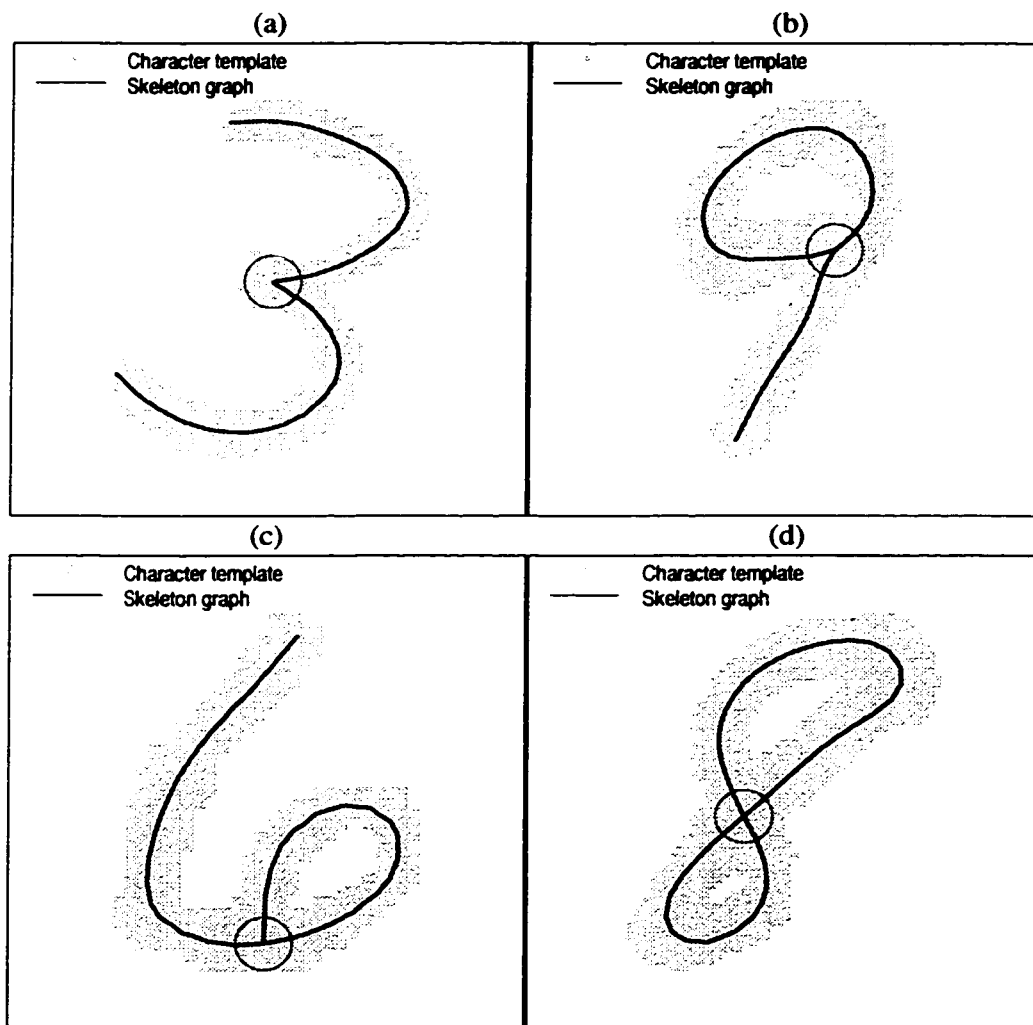 (a)
Character template
Skeleton graph
(b)
Character template
Skeleton graph
(c)
Character template
Skeleton graph
(d)
Character template
Skeleton graph